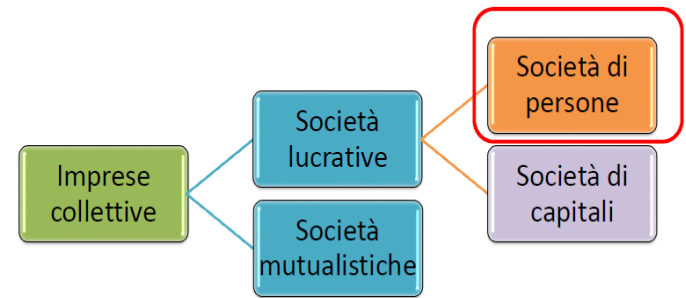 Imprese
collettive
Società
lucrative
Società
mutualistiche
Società di
persone
Società di
capitali